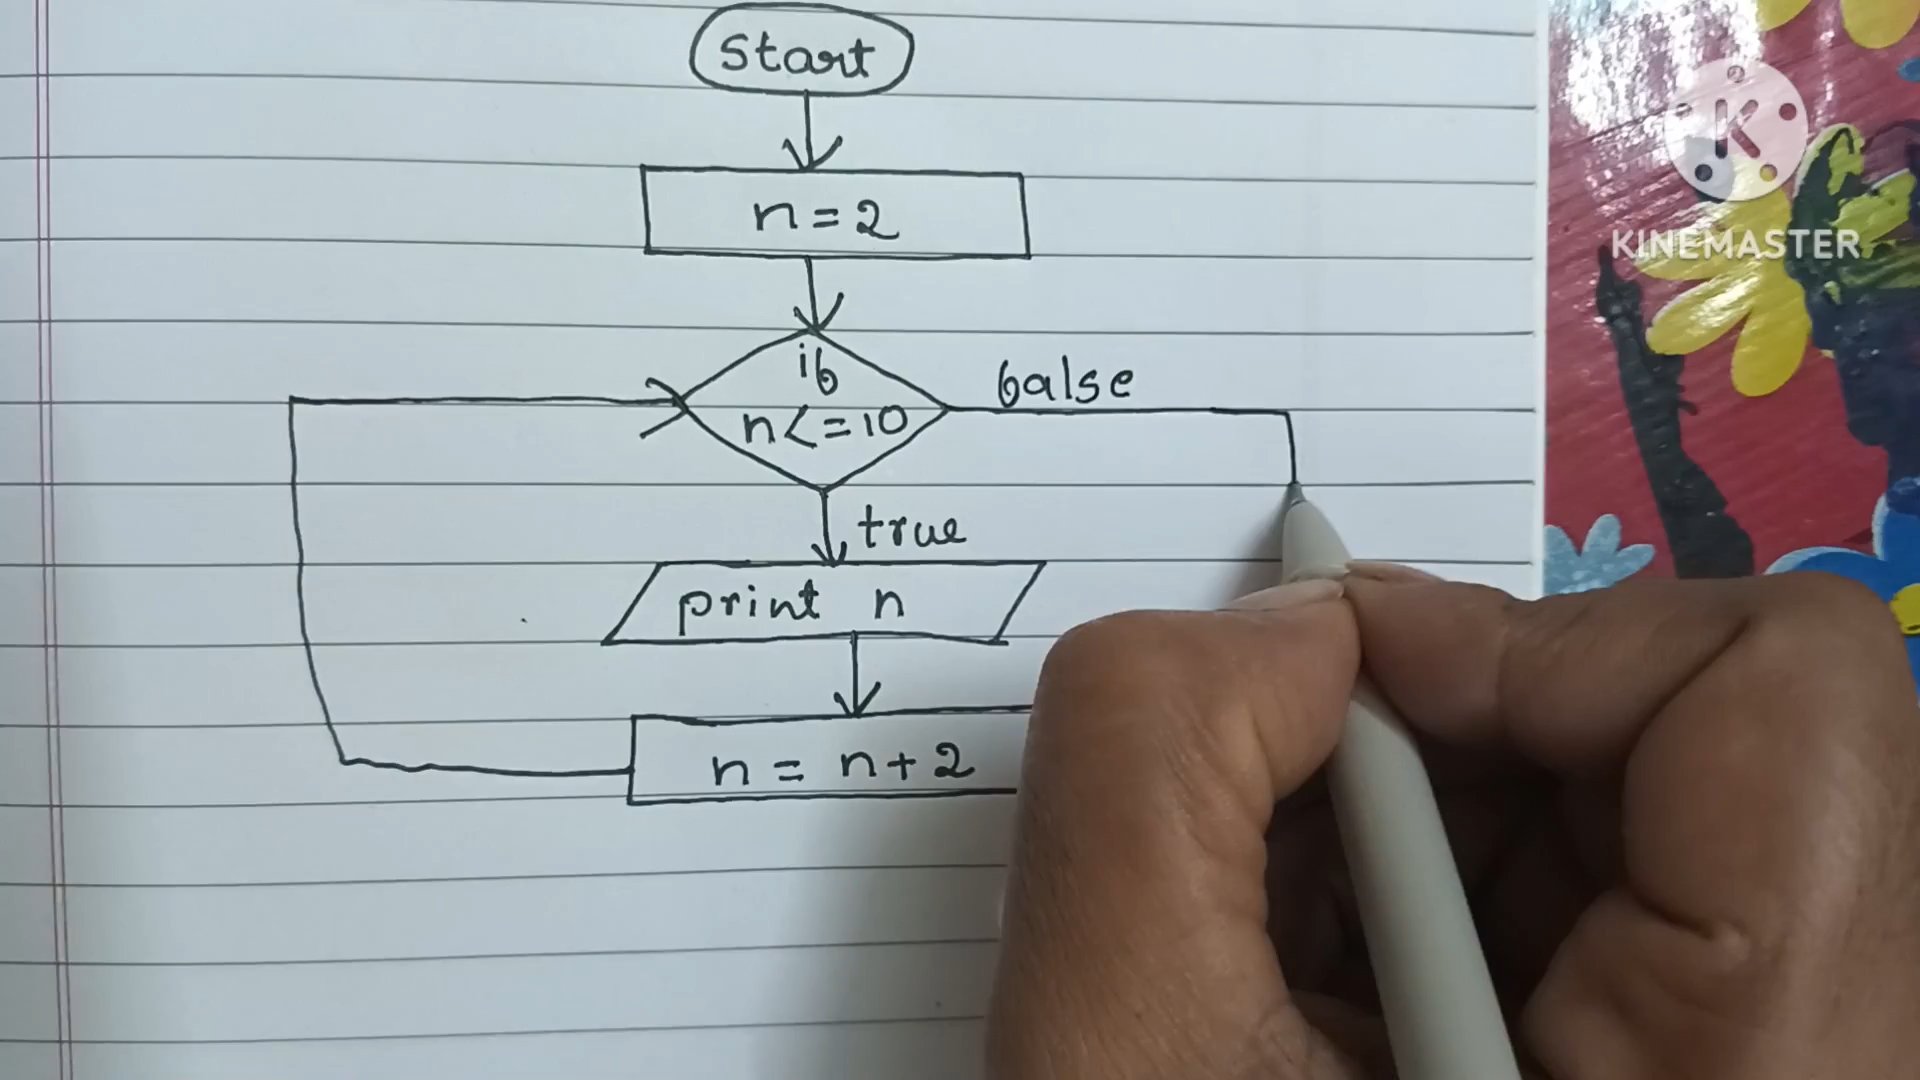 Start
n=2
if
n<=10
false
true
print n
n = n+2
K
KINEMASTER